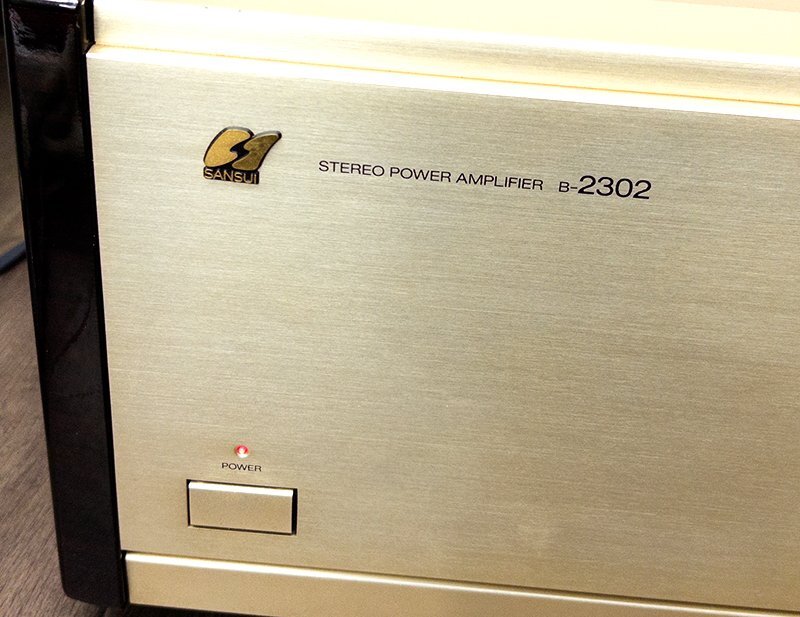 SANSUI
STEREO POWER AMPLIFIER B-2302
POWER